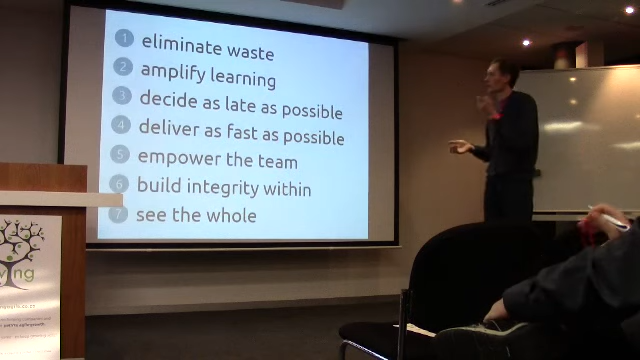 1 eliminate waste
2 amplify learning
3 decide as late as possible
4 deliver as fast as possible
5 empower the team
6 build integrity within
7 see the whole